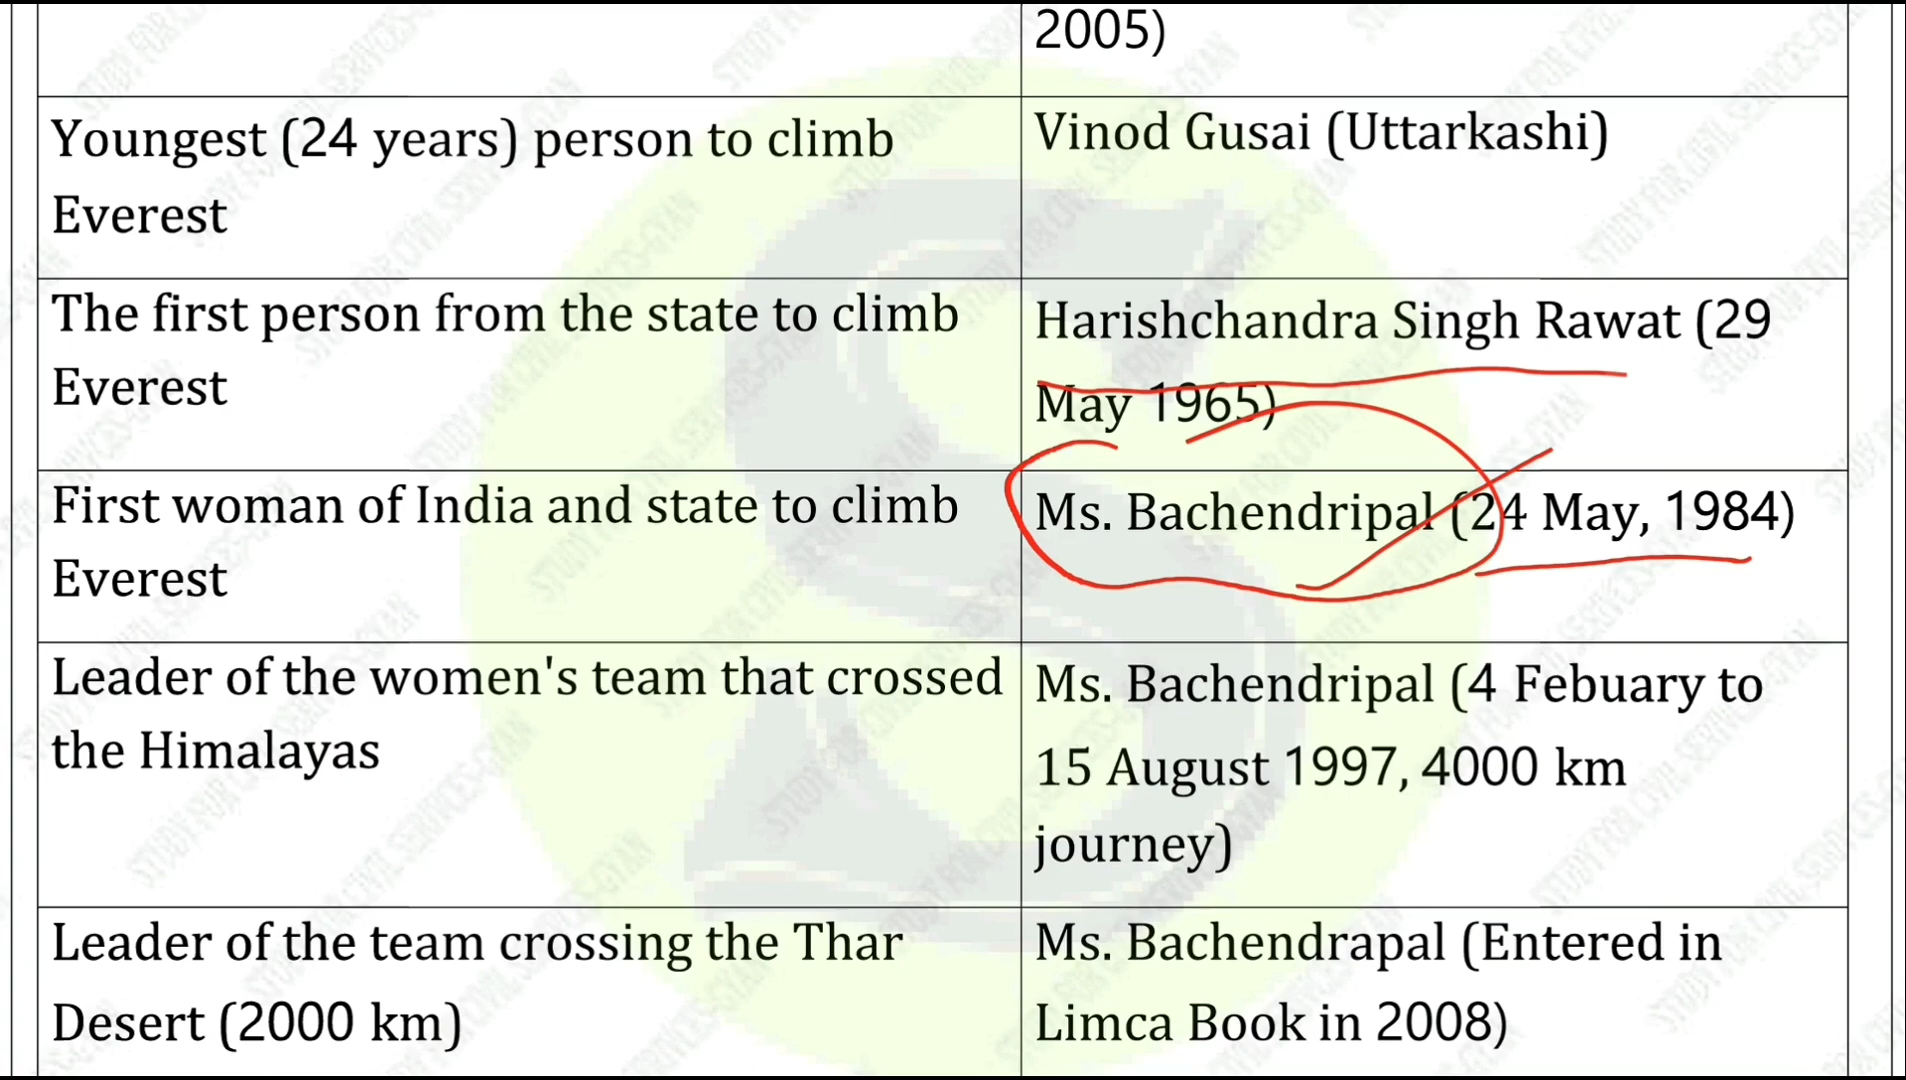 2005)
Youngest (24 years) person to climb
Everest
Vinod Gusai (Uttarkashi)
The first person from the state to climb
Everest
Harishchandra Singh Rawat (29
May 1965)
First woman of India and state to climb
Everest
Ms. Bachendripal (24 May, 1984)
Leader of the women's team that crossed
the Himalayas
Ms. Bachendripal (4 Febuary to
15 August 1997, 4000 km
journey)
Leader of the team crossing the Thar
Desert (2000 km)
Ms. Bachendrapal (Entered in
Limca Book in 2008)